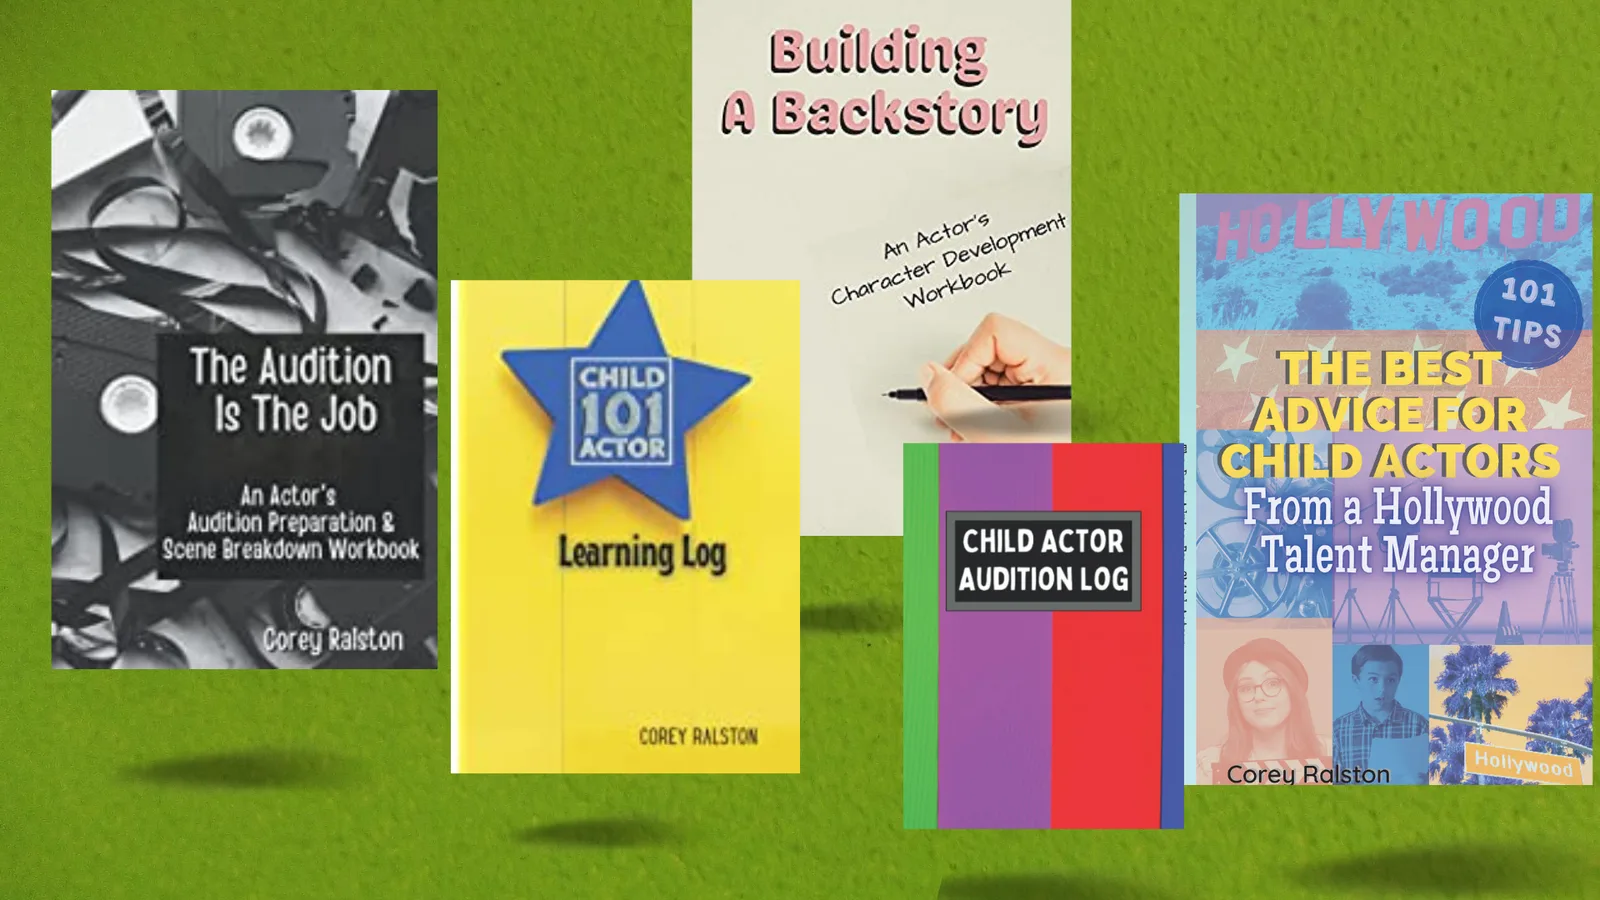 The Audition
Is The Job
An Actor's
Audition Preparation &
Scene Breakdown Workbook
Corey Ralston
CHILD
101
ACTOR
Learning Log
COREY RALSTON
Building
A Backstory
An Actor's
Character Development
Workbook
CHILD ACTOR
AUDITION LOG
HOLLYWOOD
101
TIPS
THE BEST
ADVICE FOR
CHILD ACTORS
From a Hollywood
Talent Manager
Hollywood
Corey Ralston